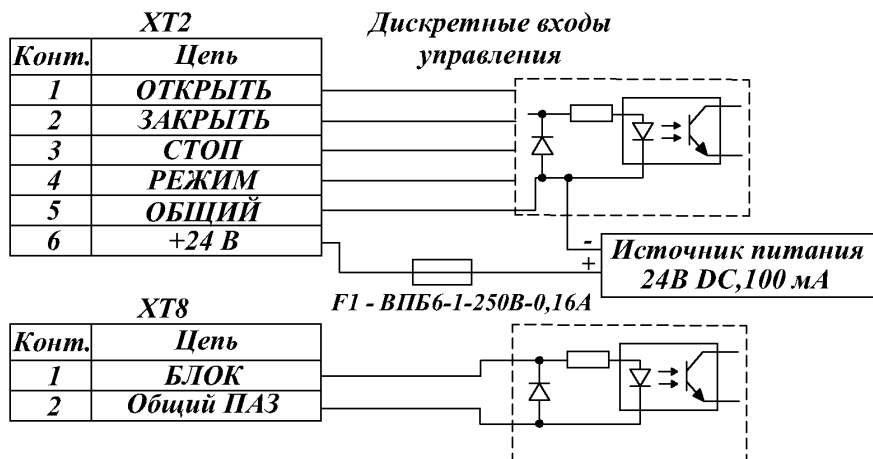 XT2
Дискретные входы
управления
Конт. Цепь
1 ОТКРЫТЬ
2 ЗАКРЫТЬ
3 СТОП
4 РЕЖИМ
5 ОБЩИЙ
6 +24 В
-
+
Источник питания
24В DC,100 мА
F1 - ВПБ6-1-250В-0,16А
XT8
Конт. Цепь
1 БЛОК
2 Общий ПАЗ